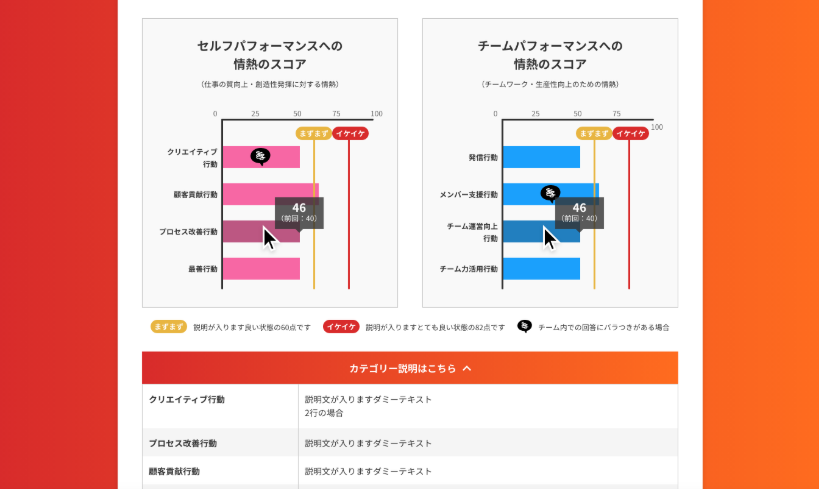 セルフパフォーマンスへの
情熱のスコア
（仕事の質向上・創造性発揮に対する情熱）
0 25 50 75 100
まずまず イケイケ
クリエイティブ
行動
顧客貢献行動
46
（前回：40）
プロセス改善行動
最善行動
チームパフォーマンスへの
情熱のスコア
（チームワーク・生産性向上のための情熱）
0 25 50 75
100
まずまず イケイケ
発信行動
メンバー支援行動
46
（前回：40）
チーム運営向上
行動
チーム力活用行動
まずまず 説明が入ります良い状態の60点です イケイケ 説明が入りますとても良い状態の82点です チーム内での回答にバラつきがある場合
カテゴリー説明はこちら
クリエイティブ行動 説明文が入りますダミーテキスト
2行の場合
プロセス改善行動 説明文が入りますダミーテキスト
顧客貢献行動 説明文が入りますダミーテキスト